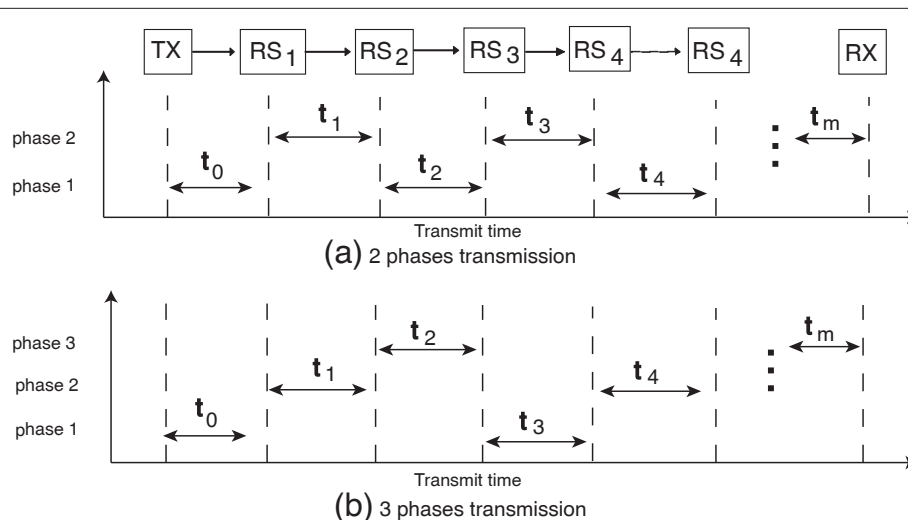 TX RS1 RS2 RS3 RS4 RS4 RX
t1 t3 tm
phase 2
t0 t2 t4
phase 1
Transmit time
(a) 2 phases transmission
phase 3
t2 tm
t1 t4
phase 2
t0 t3
phase 1
Transmit time
(b) 3 phases transmission